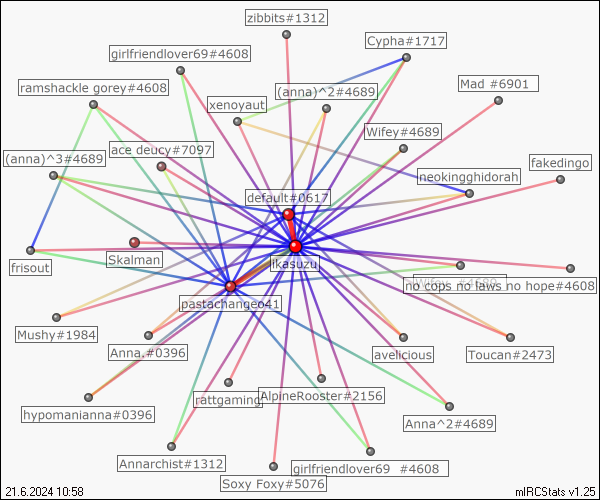 zibbits#1312
Cypha#1717
girlfriendlover69#4608
ramshackle gorey#4608
(anna)^2#4689
Mad #6901
xenoyaut
Wifey#4689
ace deucy#7097
(anna)^3#4689
fakedingo
neokingghidorah
default#0617
Skalman
frisout
Ikasuzu
no cops no laws no hope#4608
pastachangeo41
Mushy#1984
Anna.#0396
avelicious
Toucan#2473
rattgaming
AlpineRooster#2156
hypomanianna#0396
Anna^2#4689
Annarchist#1312
girlfriendlover69 #4608
Soxy Foxy#5076
21.6.2024 10:58
mIRCStats v1.25